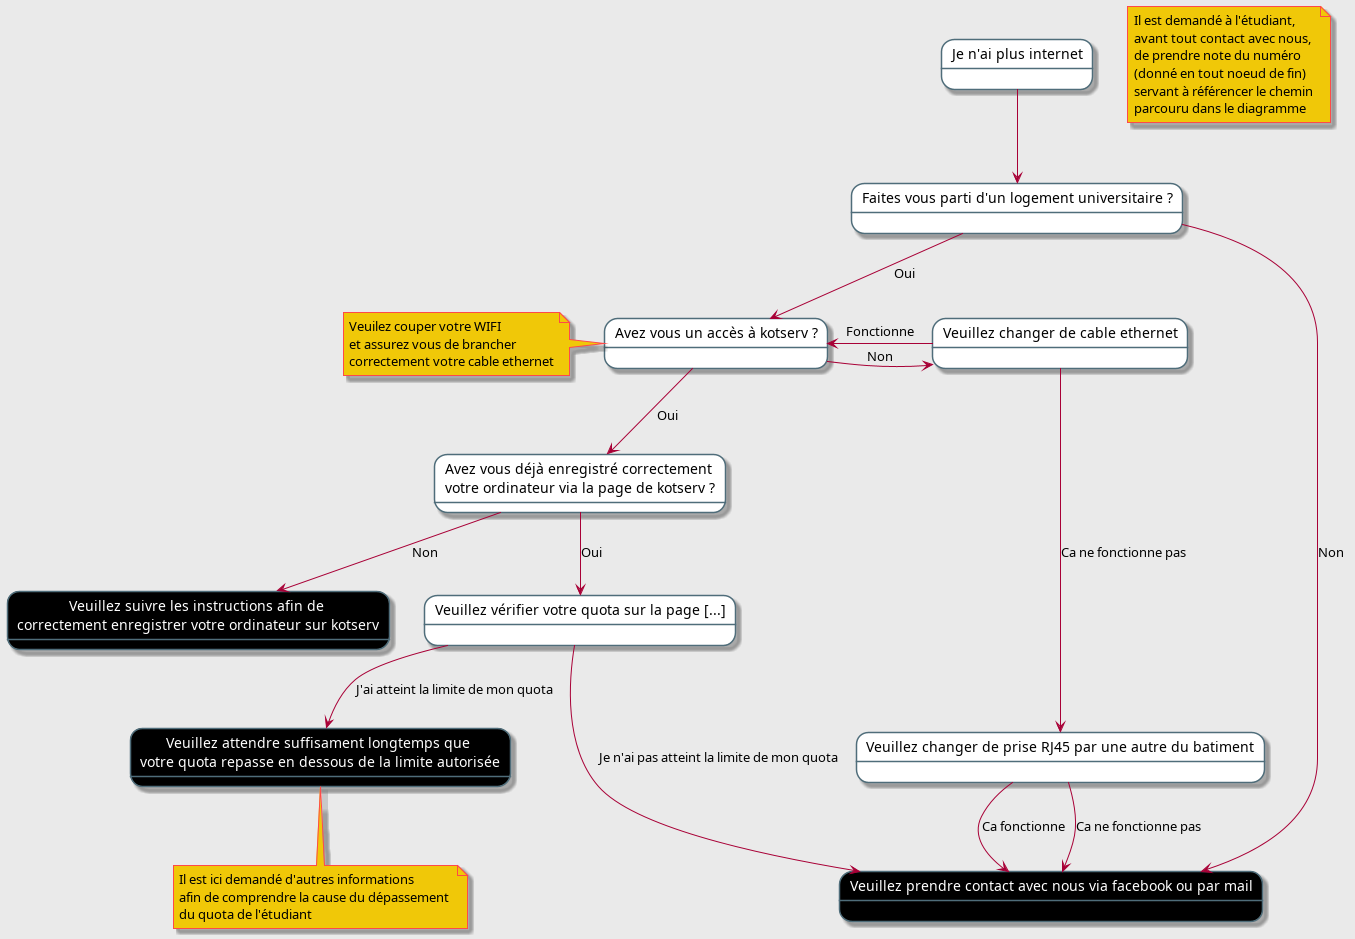 Il est demandé à l'étudiant,
avant tout contact avec nous,
de prendre note du numéro
(donné en tout noeud de fin)
servant à référencer le chemin
parcouru dans le diagramme
Je n'ai plus internet
Faites vous parti d'un logement universitaire ?
Oui
Veuilez couper votre WIFI
et assurez vous de brancher
correctement votre cable ethernet
Avez vous un accès à kotserv ?
Fonctionne
Non
Veuillez changer de cable ethernet
Oui
Avez vous déjà enregistré correctement
votre ordinateur via la page de kotserv ?
Non
Oui
Ca ne fonctionne pas
Non
Veuillez suivre les instructions afin de
correctement enregistrer votre ordinateur sur kotserv
Veuillez vérifier votre quota sur la page [...]
J'ai atteint la limite de mon quota
Veuillez attendre suffisament longtemps que
votre quota repasse en dessous de la limite autorisée
Je n'ai pas atteint la limite de mon quota
Veuillez changer de prise RJ45 par une autre du batiment
Ca fonctionne
Ca ne fonctionne pas
Il est ici demandé d'autres informations
afin de comprendre la cause du dépassement
du quota de l'étudiant
Veuillez prendre contact avec nous via facebook ou par mail